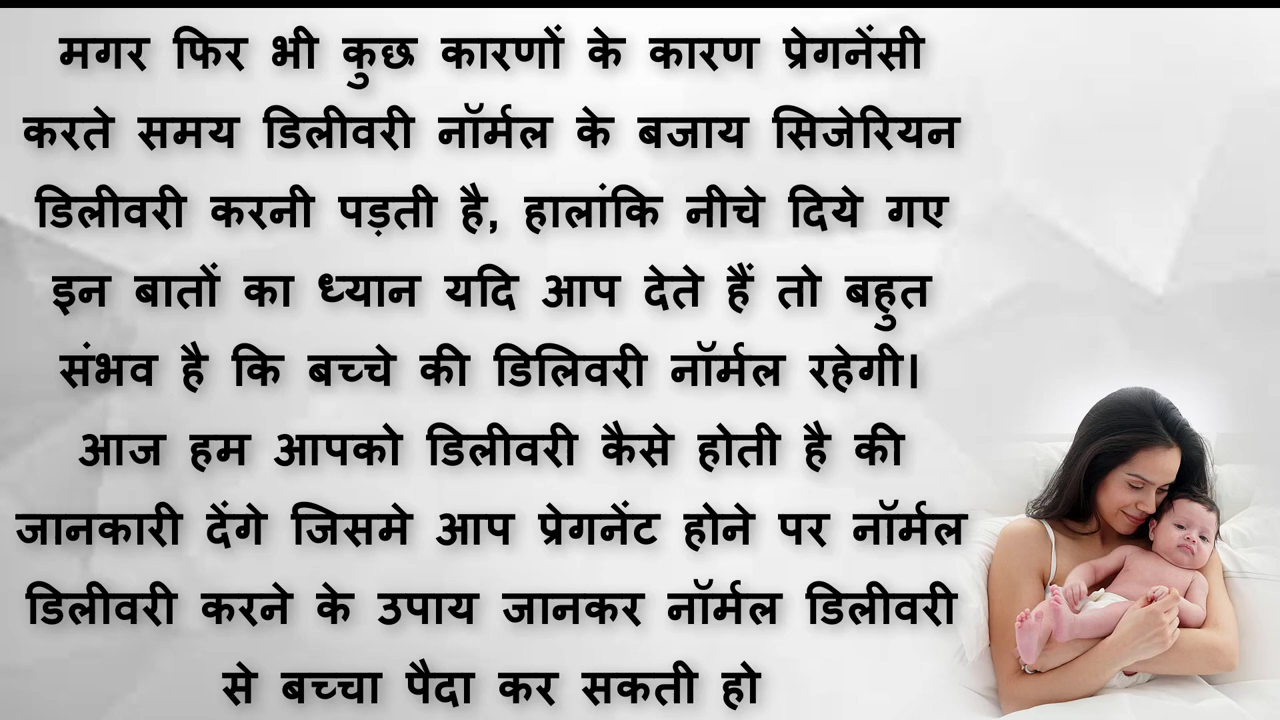 मगर फिर भी कुछ कारणों के कारण प्रेगनेंसी
करते समय डिलीवरी नॉर्मल के बजाय सिजेरियन
डिलीवरी करनी पड़ती है, हालांकि नीचे दिये गए
इन बातों का ध्यान यदि आप देते हैं तो बहुत
संभव है कि बच्चे की डिलिवरी नॉर्मल रहेगी।
आज हम आपको डिलीवरी कैसे होती है की
जानकारी देंगे जिसमे आप प्रेगनेंट होने पर नॉर्मल
डिलीवरी करने के उपाय जानकर नॉर्मल डिलीवरी
से बच्चा पैदा कर सकती हो